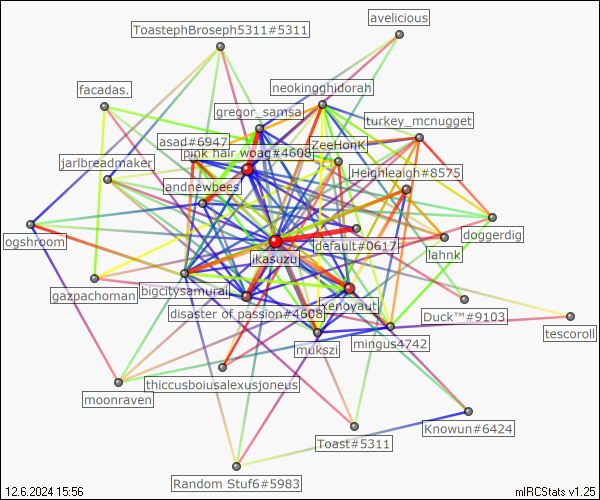 avelicious
ToastephBroseph5311#5311
facadas.
neokingghidorah
gregor_samsa
turkey_mcnugget
asad#6947
ZeeHonK
pink hair woag#4608
jarlbreadmaker
Heighleaigh#8575
andnewbees
ogshroom
default#0617
doggerdig
lahnk
ikasuzu
gazpachoman
bigcitysamurai
xenoyaut
disaster of passion#4608
Duck™#9103
tescoroll
mukszi
mingus4742
thiccusboiusalexusjoneus
moonraven
Knowun#6424
Toast#5311
Random Stuf6#5983
12.6.2024 15:56
mIRCStats v1.25